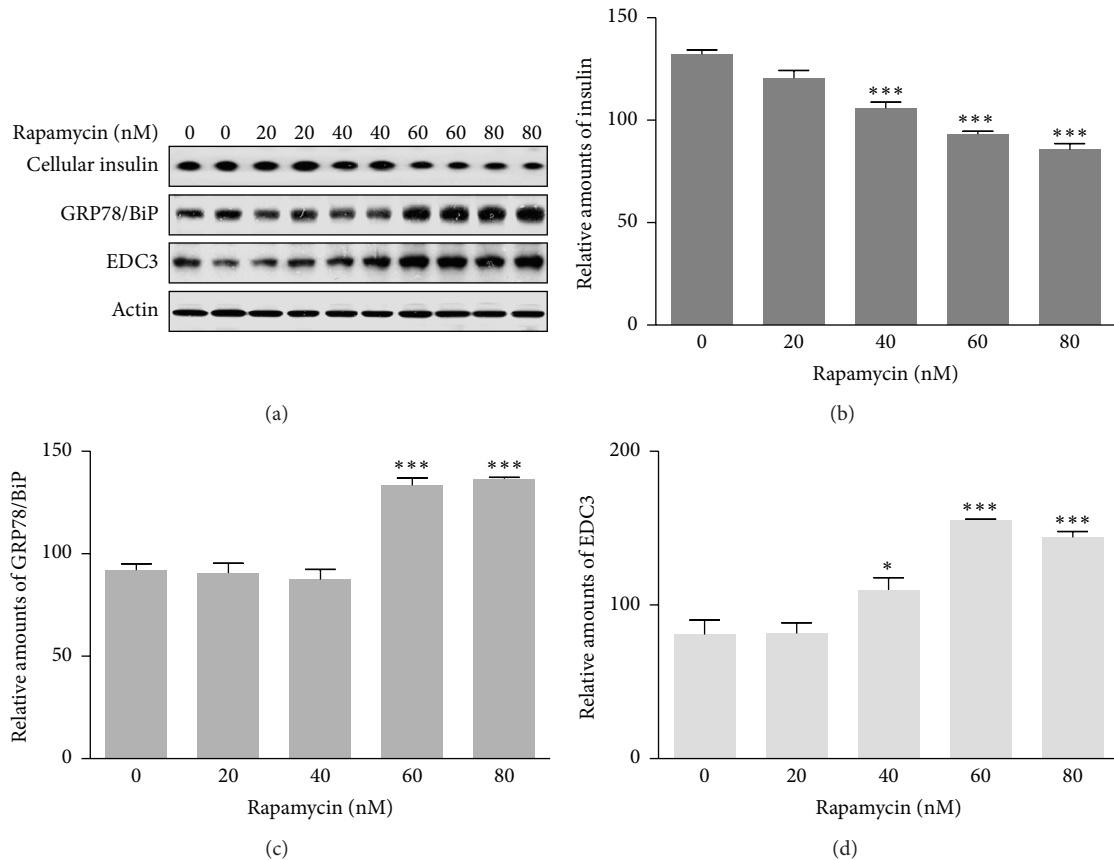 Rapamycin (nM) 0 0 20 20 40 40 60 60 80 80
Cellular insulin
GRP78/BiP
EDC3
Actin
(a)
Relative amounts of insulin
150
100
50
0
*** *** ***
0 20 40 60 80
Rapamycin (nM)
(b)
Relative amounts of GRP78/BiP
150
100
50
0
*** ***
0 20 40 60 80
Rapamycin (nM)
(c)
Relative amounts of EDC3
200
100
0
* *** ***
0 20 40 60 80
Rapamycin (nM)
(d)